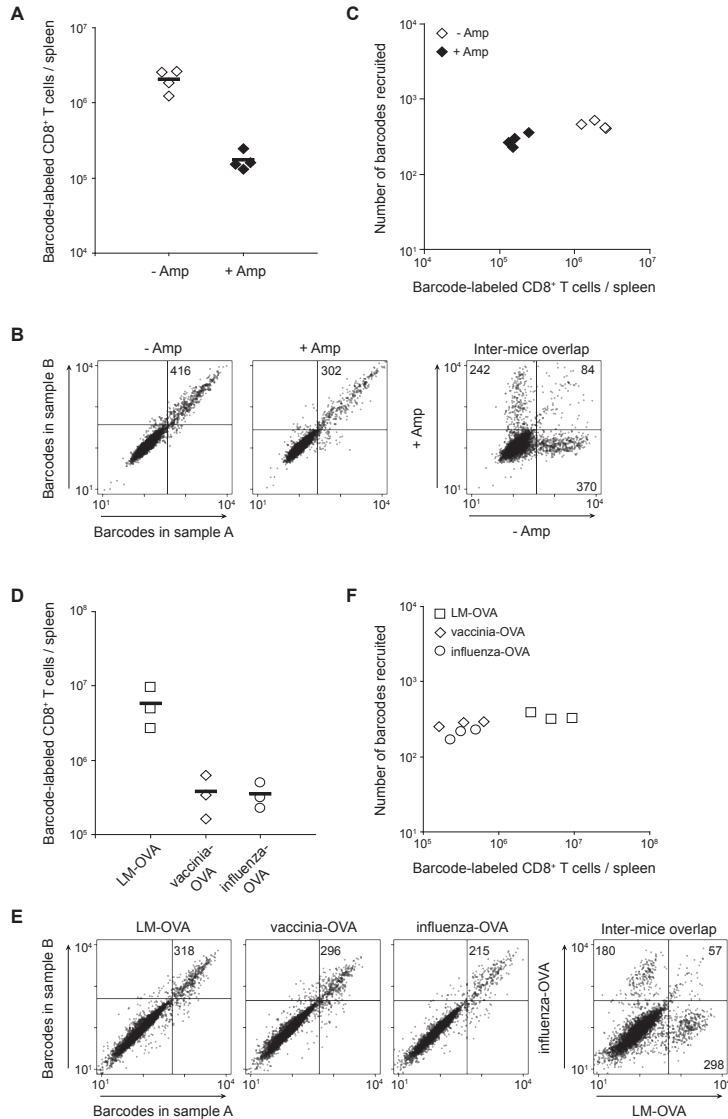 A
Barcode-labeled CD8⁺ T cells / spleen
10⁷
10⁶
10⁵
10⁴
- Amp
+ Amp
C
Number of barcodes recruited
- Amp
+ Amp
10⁴
10³
10²
10¹
10⁴
10⁵
10⁶
10⁷
Barcode-labeled CD8⁺ T cells / spleen
B
- Amp
+ Amp
Inter-mice overlap
Barcodes in sample B
10⁴
10¹
416
302
10¹
10⁴
10¹
10⁴
Barcodes in sample A
+ Amp
10⁴
10¹
242
84
370
10¹
10⁴
- Amp
D
Barcode-labeled CD8⁺ T cells / spleen
10⁸
10⁷
10⁶
10⁵
LM-OVA
vaccinia-
OVA
influenza-
OVA
F
Number of barcodes recruited
LM-OVA
vaccinia-OVA
influenza-OVA
10⁴
10³
10²
10¹
10⁵
10⁶
10⁷
10⁸
Barcode-labeled CD8⁺ T cells / spleen
E
LM-OVA
vaccinia-OVA
influenza-OVA
Inter-mice overlap
Barcodes in sample B
10⁴
10¹
318
296
215
10¹
10⁴
10¹
10⁴
10¹
10⁴
Barcodes in sample A
influenza-OVA
10⁴
10¹
180
57
298
10¹
10⁴
LM-OVA